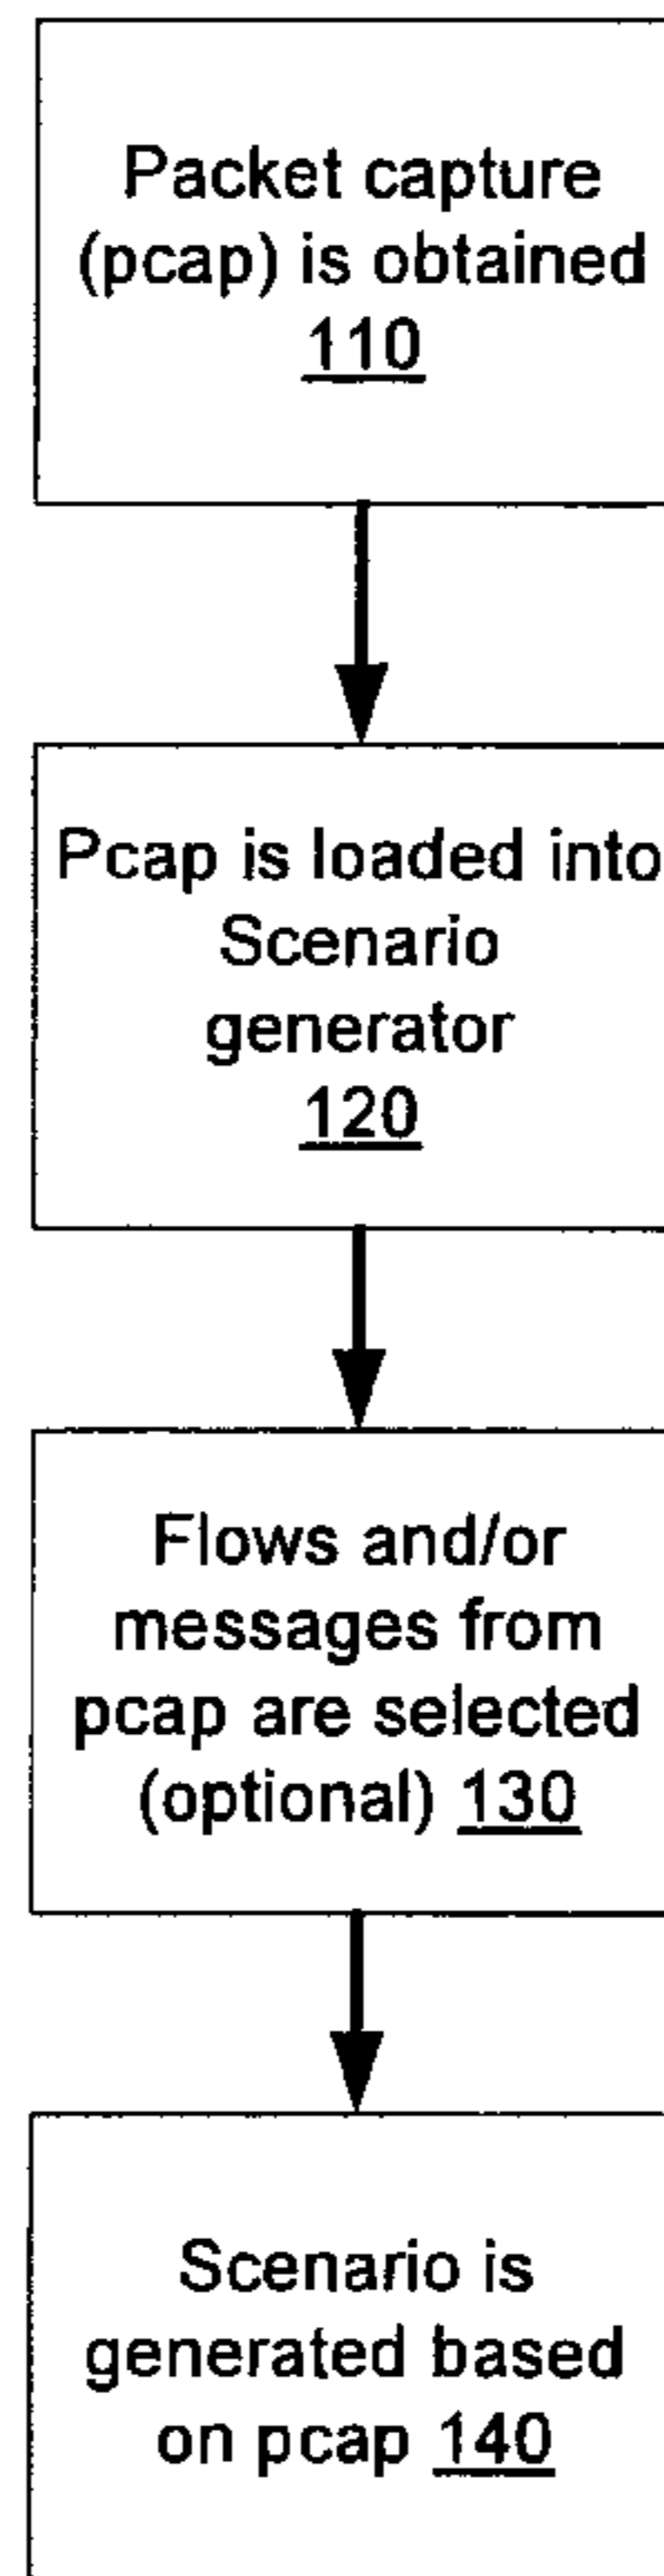 Packet capture
(pcap) is obtained
110
Pcap is loaded into
Scenario
generator
120
Flows and/or
messages from
pcap are selected
(optional) 130
Scenario is
generated based
on pcap 140